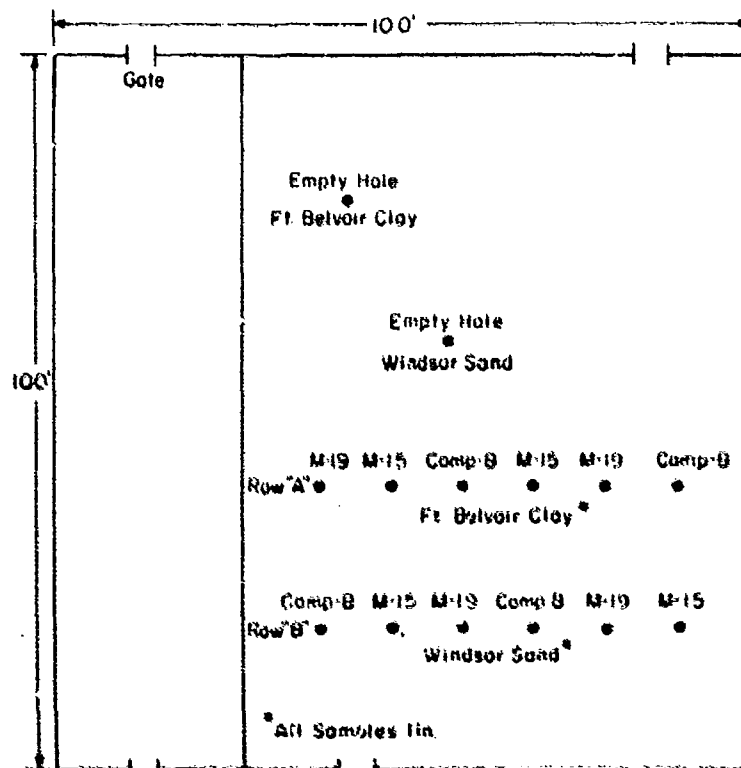 100'
Gate
Empty Hole
Ft. Belvoir Clay
Empty Hole
Windsor Sand
100'
M-19 M-15 Comp-B M-15 M-19 Comp-B
Row "A"
Ft. Belvoir Clay*
Comp-B M-15 M-19 Comp B M-19 M-15
Row "B"
Windsor Sand*
*All Samples 1in.